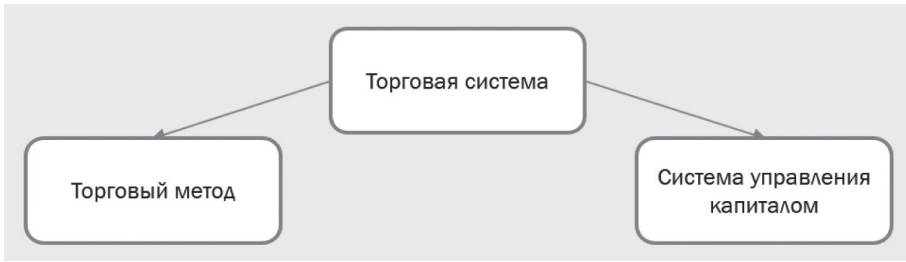 Торговая система
Торговый метод
Система управления
капиталом